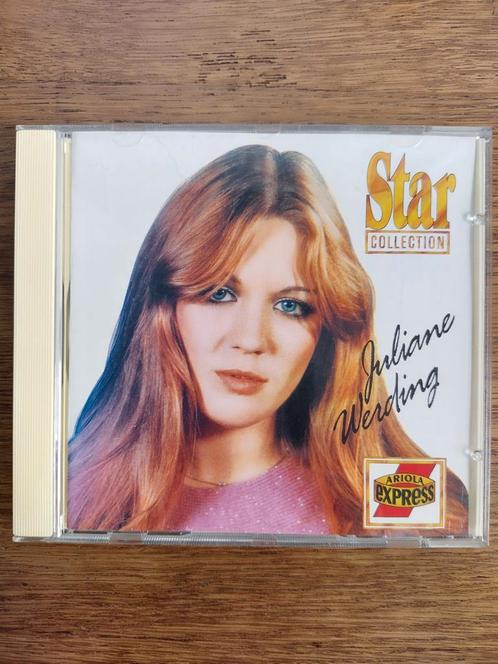 Star
COLLECTION
Juliane
Werding
ARIOLA
EXPRESS